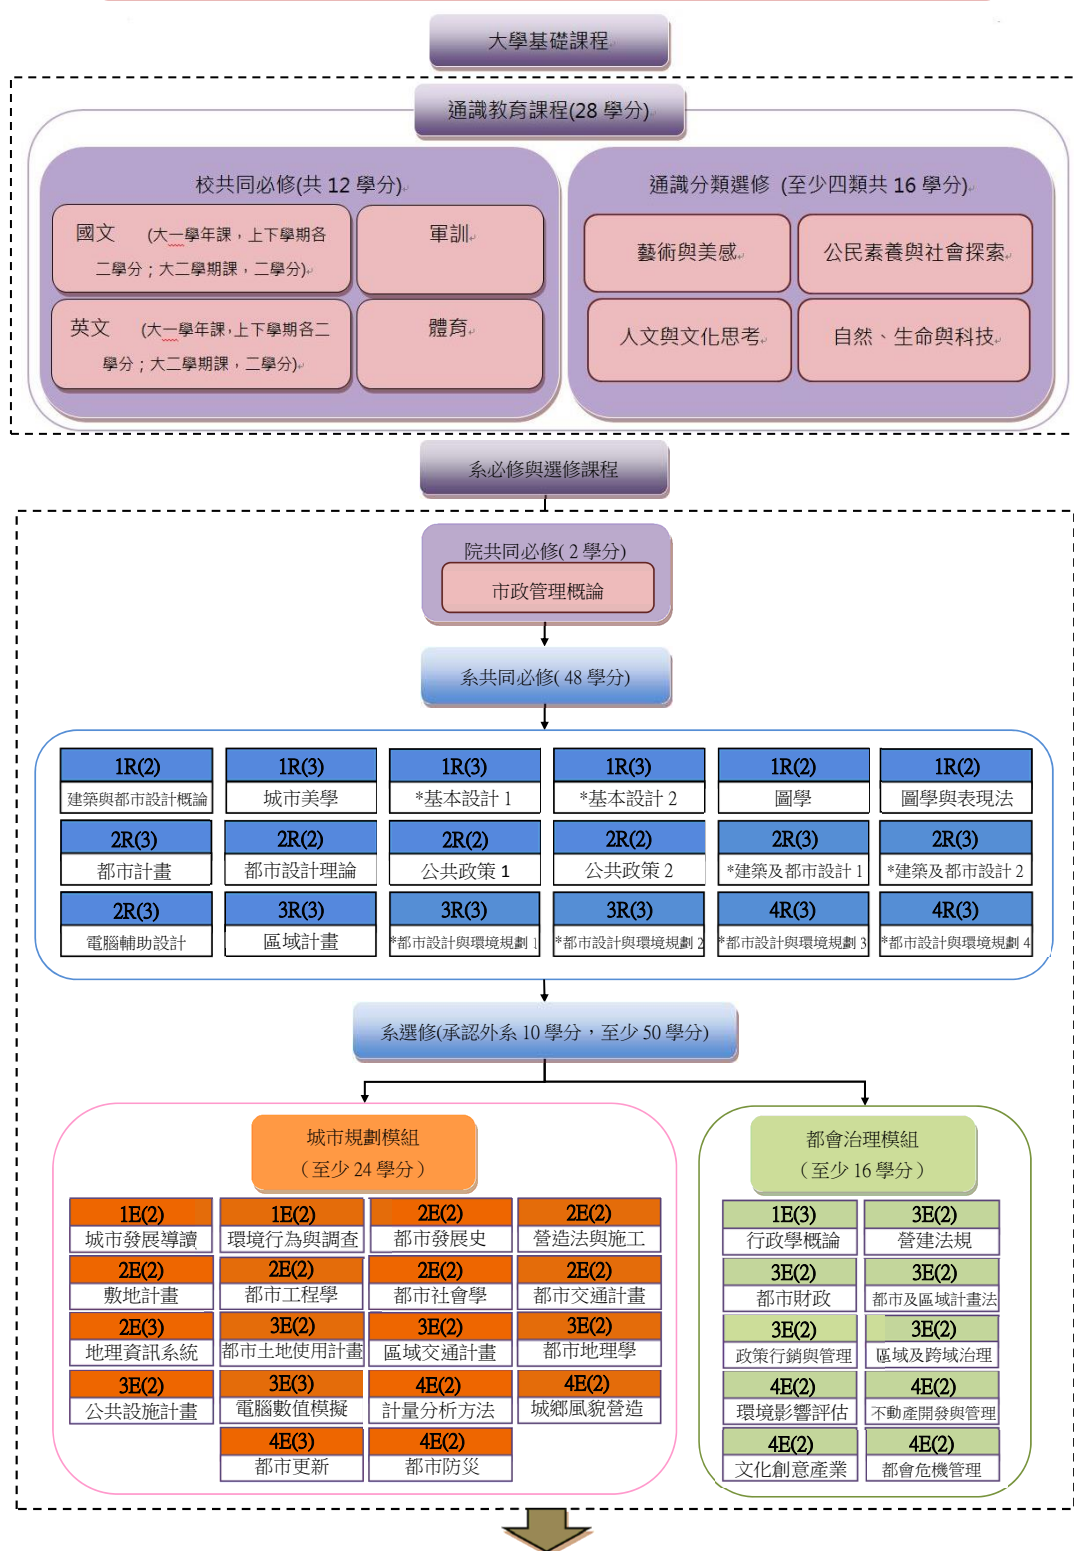 大學基礎課程
通識教育課程(28 學分)
校共同必修(共 12 學分)
國文 (大一學年課，上下學期各
二學分；大二學期課，二學分)
軍訓
英文 (大一學年課，上下學期各二
學分；大二學期課，二學分)
體育
通識分類選修 (至少四類共 16 學分)
藝術與美感
公民素養與社會探索
人文與文化思考
自然、生命與科技
系必修與選修課程
院共同必修( 2 學分)
市政管理概論
系共同必修( 48 學分)
1R(2) 1R(3) 1R(3) 1R(3) 1R(2) 1R(2)
建築與都市設計概論 城市美學 *基本設計 1 *基本設計 2 圖學 圖學與表現法
2R(3) 2R(2) 2R(2) 2R(2) 2R(3) 2R(3)
都市計畫 都市設計理論 公共政策 1 公共政策 2 *建築及都市設計 1 *建築及都市設計 2
2R(3) 3R(3) 3R(3) 3R(3) 4R(3) 4R(3)
電腦輔助設計 區域計畫 *都市設計與環境規劃 1 *都市設計與環境規劃 2 *都市設計與環境規劃 3 *都市設計與環境規劃 4
系選修(承認外系 10 學分，至少 50 學分)
城市規劃模組
（至少 24 學分）
1E(2) 1E(2) 2E(2) 2E(2)
城市發展導讀 環境行為與調查 都市發展史 營造法與施工
2E(2) 2E(2) 2E(2) 2E(2)
敷地計畫 都市工程學 都市社會學 都市交通計畫
2E(3) 3E(2) 3E(2) 3E(2)
地理資訊系統 都市土地使用計畫 區域交通計畫 都市地理學
3E(2) 3E(3) 4E(2) 4E(2)
公共設施計畫 電腦數值模擬 計量分析方法 城鄉風貌營造
4E(3) 4E(2)
都市更新 都市防災
都會治理模組
（至少 16 學分）
1E(3) 3E(2)
行政學概論 營建法規
3E(2) 3E(2)
都市財政 都市及區域計畫法
3E(2) 3E(2)
政策行銷與管理 區域及跨域治理
4E(2) 4E(2)
環境影響評估 不動產開發與管理
4E(2) 4E(2)
文化創意產業 都會危機管理